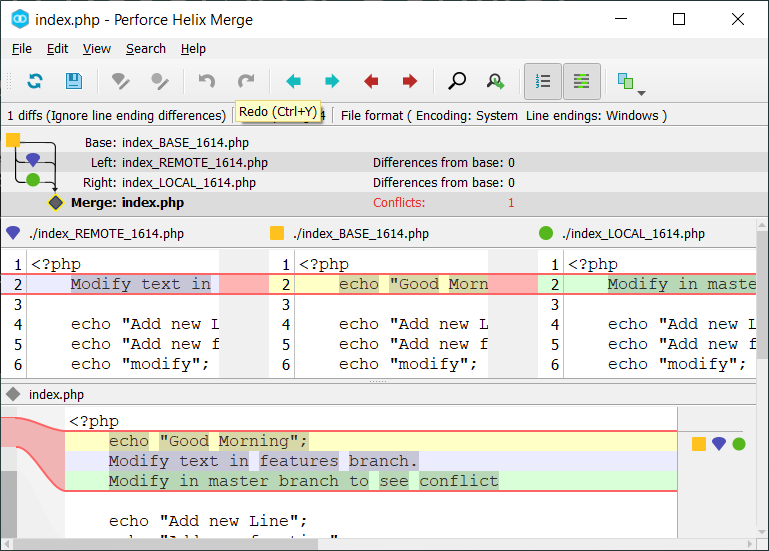 index.php - Perforce Helix Merge
File Edit View Search Help
1 diffs (Ignore line ending differences) 4 File format ( Encoding: System Line endings: Windows )
Redo (Ctrl+Y)
Base: index_BASE_1614.php
Left: index_REMOTE_1614.php Differences from base: 0
Right: index_LOCAL_1614.php Differences from base: 0
Merge: index.php Conflicts: 1
./index_REMOTE_1614.php ./index_BASE_1614.php ./index_LOCAL_1614.php
1 <?php 1 <?php 1 <?php
2 Modify text in 2 echo "Good Morn 2 Modify in maste
3 3 3
4 echo "Add new L 4 echo "Add new L 4 echo "Add new L
5 echo "Add new f 5 echo "Add new f 5 echo "Add new f
6 echo "modify"; 6 echo "modify"; 6 echo "modify";
index.php
<?php
echo "Good Morning";
Modify text in features branch.
Modify in master branch to see conflict
echo "Add new Line";